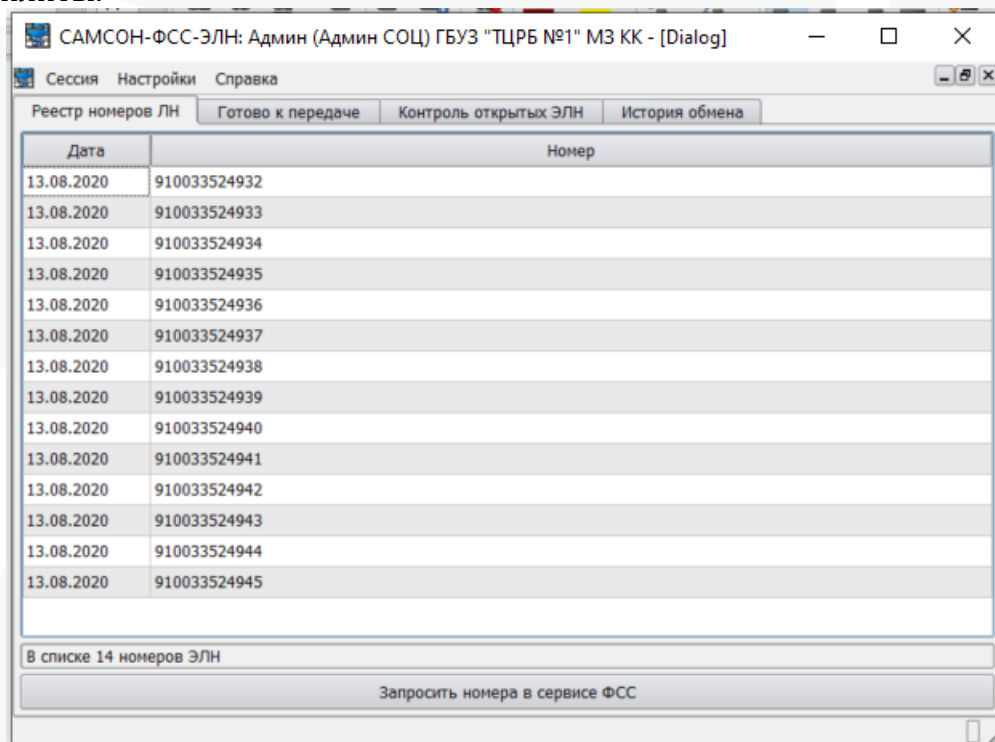 САМСОН-ФСС-ЭЛН: Админ (Админ СОЦ) ГБУЗ "ТЦРБ №1" МЗ КК - [Dialog]
Сессия Настройки Справка
Реестр номеров ЛН Готово к передаче Контроль открытых ЭЛН История обмена
Дата Номер
13.08.2020 910033524932
13.08.2020 910033524933
13.08.2020 910033524934
13.08.2020 910033524935
13.08.2020 910033524936
13.08.2020 910033524937
13.08.2020 910033524938
13.08.2020 910033524939
13.08.2020 910033524940
13.08.2020 910033524941
13.08.2020 910033524942
13.08.2020 910033524943
13.08.2020 910033524944
13.08.2020 910033524945
В списке 14 номеров ЭЛН
Запросить номера в сервисе ФСС